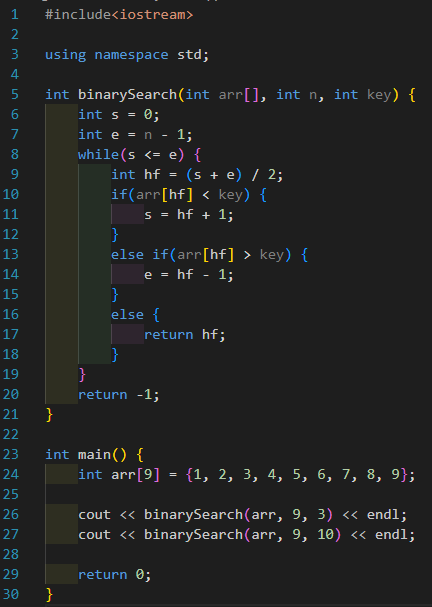 1 #include<iostream>
2
3 using namespace std;
4
5 int binarySearch(int arr[], int n, int key) {
6     int s = 0;
7     int e = n - 1;
8     while(s <= e) {
9         int hf = (s + e) / 2;
10         if(arr[hf] < key) {
11             s = hf + 1;
12         }
13         else if(arr[hf] > key) {
14             e = hf - 1;
15         }
16         else {
17             return hf;
18         }
19     }
20     return -1;
21 }
22
23 int main() {
24     int arr[9] = {1, 2, 3, 4, 5, 6, 7, 8, 9};
25
26     cout << binarySearch(arr, 9, 3) << endl;
27     cout << binarySearch(arr, 9, 10) << endl;
28
29     return 0;
30 }